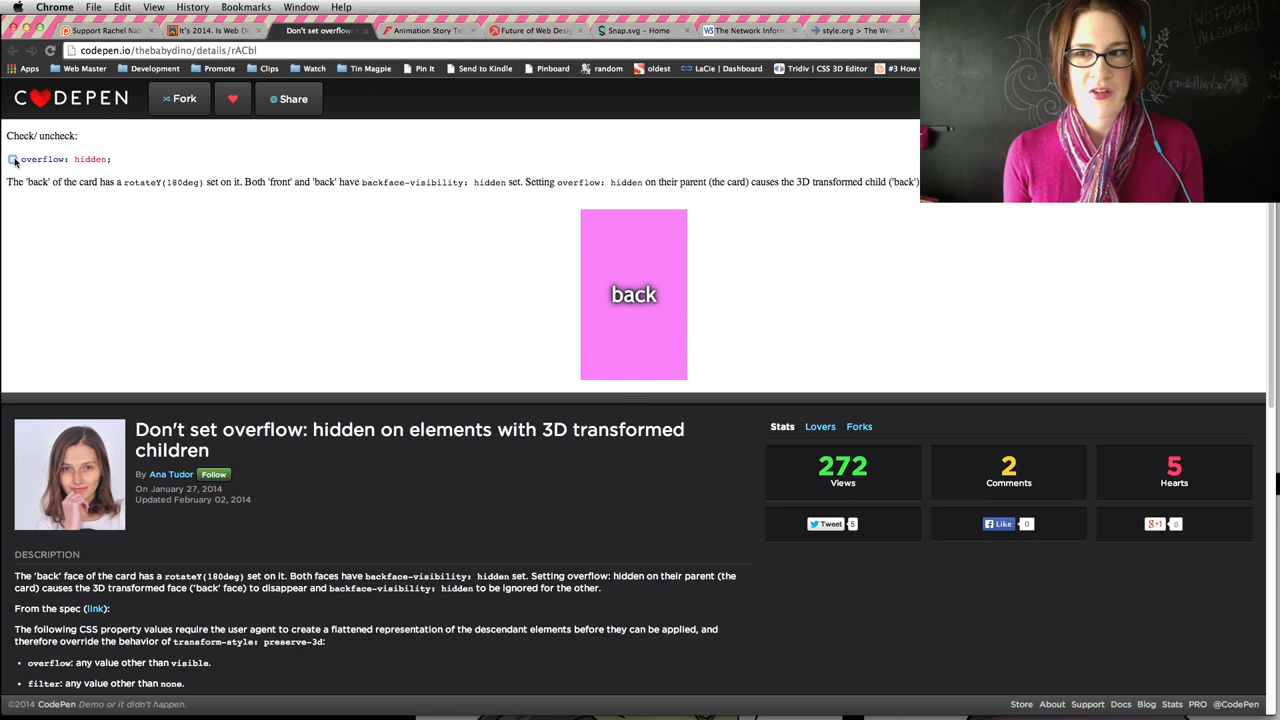 Chrome File Edit View History Bookmarks Window Help
Support Rachel Nab It's 2014. Is Web De Don't set overflow: Animation Story Te Future of Web Desig Snap.svg – Home The Network Inform style.org > The We
codepen.io/thebabydino/details/rACbl
Apps Web Master Development Promote Clips Watch Tin Magpie Pin It Send to Kindle Pinboard random oldest LaCie | Dashboard Tridiv | CSS 3D Editor #3 How
NO FLASH
ALLOWED
CODEPEN Fork Share
Check/ uncheck:
overflow: hidden;
The 'back' of the card has a rotateY(180deg) set on it. Both 'front' and 'back' have backface-visibility: hidden set. Setting overflow: hidden on their parent (the card) causes the 3D transformed child ('back')
back
Don't set overflow: hidden on elements with 3D transformed
children
By Ana Tudor Follow
On January 27, 2014
Updated February 02, 2014
Stats Lovers Forks
272 2 5
Views Comments Hearts
Tweet 5 Like 0 +1 0
DESCRIPTION
The 'back' face of the card has a rotateY(180deg) set on it. Both faces have backface-visibility: hidden set. Setting overflow: hidden on their parent (the
card) causes the 3D transformed face ('back' face) to disappear and backface-visibility: hidden to be ignored for the other.
From the spec (link):
The following CSS property values require the user agent to create a flattened representation of the descendant elements before they can be applied, and
therefore override the behavior of transform-style: preserve-3d:
• overflow: any value other than visible.
• filter: any value other than none.
©2014 CodePen Demo or it didn't happen.
Store About Support Docs Blog Stats PRO @CodePen